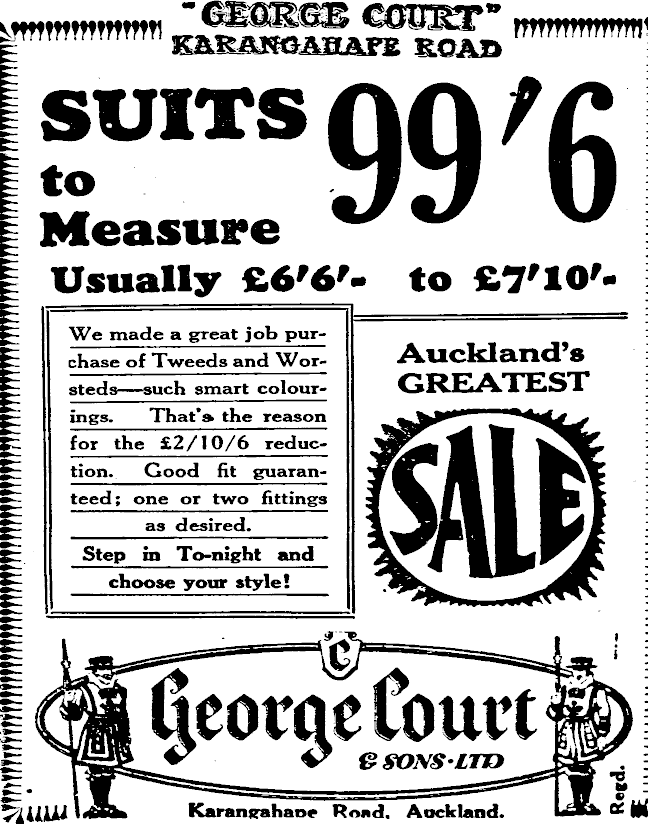 "GEORGE COURT"
KARANGAHAPE ROAD
SUITS
to
Measure
99'6
Usually £6'6'- to £7'10'-
We made a great job pur-
chase of Tweeds and Wor-
steds—such smart colour-
ings. That's the reason
for the £2/10/6 reduc-
tion. Good fit guaran-
teed; one or two fittings
as desired.
Step in To-night and
choose your style!
Auckland's
GREATEST
SALE
C
George Court
& SONS·LTD
Regd.
Karangahape Road, Auckland.